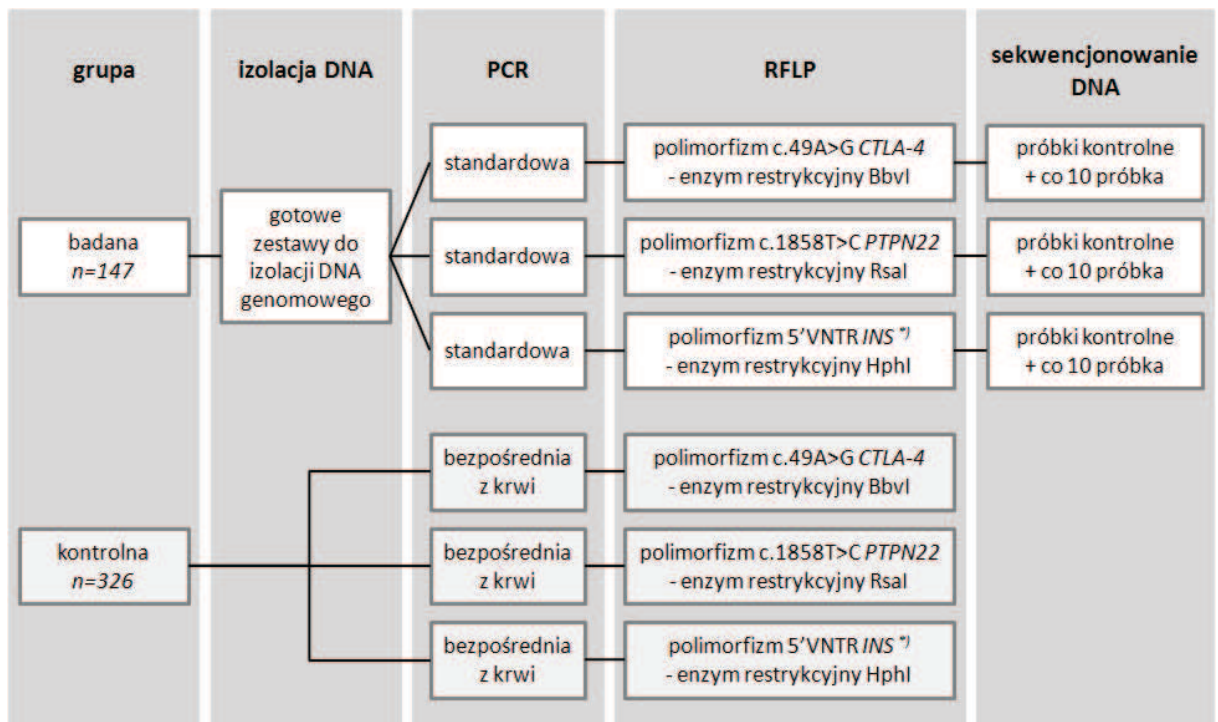 grupa
izolacja DNA
PCR
RFLP
sekwencjonowanie
DNA
badana
n=147
gotowe
zestawy do
izolacji DNA
genomowego
standardowa
polimorfizm c.49A>G CTLA-4
- enzym restrykcyjny BbvI
próbki kontrolne
+ co 10 próbka
standardowa
polimorfizm c.1858T>C PTPN22
- enzym restrykcyjny RsaI
próbki kontrolne
+ co 10 próbka
standardowa
polimorfizm 5’VNTR INS *)
- enzym restrykcyjny HphI
próbki kontrolne
+ co 10 próbka
kontrolna
n=326
bezpośrednia
z krwi
polimorfizm c.49A>G CTLA-4
- enzym restrykcyjny BbvI
bezpośrednia
z krwi
polimorfizm c.1858T>C PTPN22
- enzym restrykcyjny RsaI
bezpośrednia
z krwi
polimorfizm 5’VNTR INS *)
- enzym restrykcyjny HphI